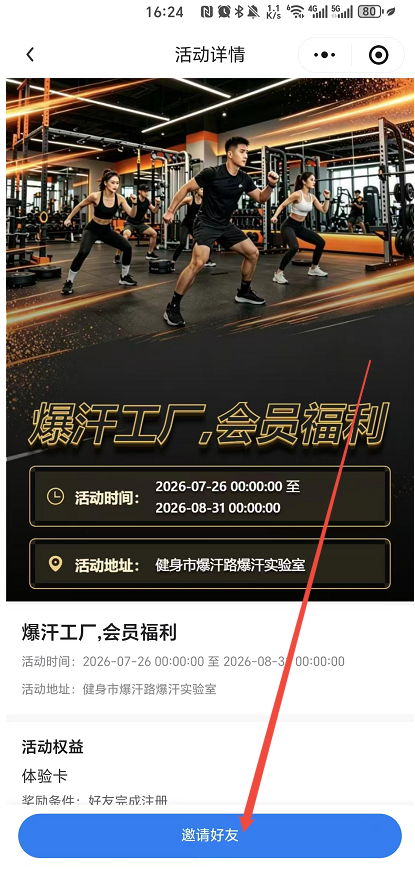 16:24
1.1 K/s
6
4G
5G
80
活动详情
爆汗工厂,会员福利
活动时间： 2026-07-26 00:00:00 至
2026-08-31 00:00:00
活动地址： 健身市爆汗路爆汗实验室
爆汗工厂,会员福利
活动时间：2026-07-26 00:00:00 至 2026-08-31 00:00:00
活动地址：健身市爆汗路爆汗实验室
活动权益
体验卡
奖励条件：好友完成注册
邀请好友